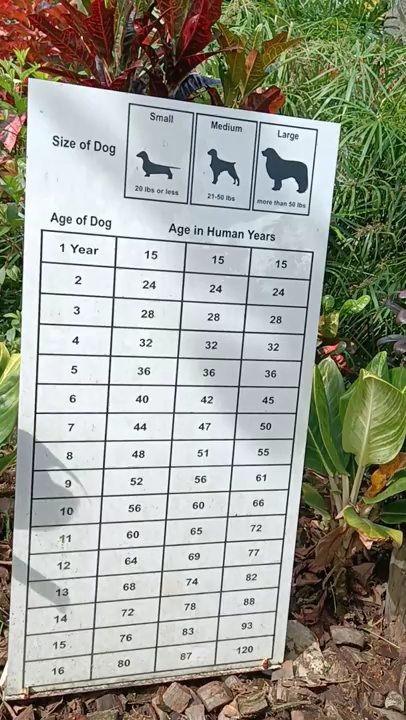 Size of Dog
Small Medium Large
20 lbs or less 21-50 lbs more than 50 lbs
Age of Dog Age in Human Years
1 Year 15 15 15
2 24 24 24
3 28 28 28
4 32 32 32
5 36 36 36
6 40 42 45
7 44 47 50
8 48 51 55
9 52 56 61
10 56 60 66
11 60 65 72
12 64 69 77
13 68 74 82
14 72 78 88
15 76 83 93
16 80 87 120